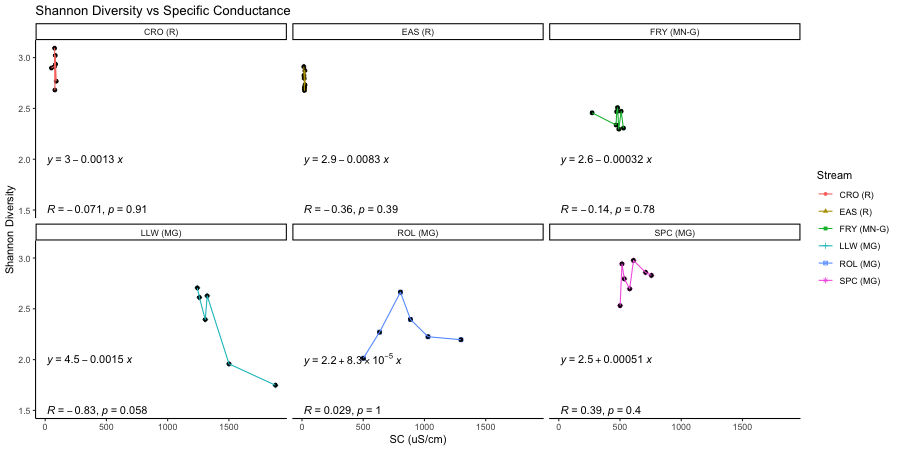 Shannon Diversity vs Specific Conductance
CRO (R)
EAS (R)
FRY (MN-G)
3.0
2.5
2.0
1.5
y = 3 − 0.0013 x
R = − 0.071, p = 0.91
y = 2.9 − 0.0083 x
R = − 0.36, p = 0.39
y = 2.6 − 0.00032 x
R = − 0.14, p = 0.78
Shannon Diversity
LLW (MG)
ROL (MG)
SPC (MG)
3.0
2.5
2.0
1.5
y = 4.5 − 0.0015 x
R = − 0.83, p = 0.058
y = 2.2 + 8.3 × 10⁻⁵ x
R = 0.029, p = 1
y = 2.5 + 0.00051 x
R = 0.39, p = 0.4
0 500 1000 1500
0 500 1000 1500
0 500 1000 1500
SC (uS/cm)
Stream
CRO (R)
EAS (R)
FRY (MN-G)
LLW (MG)
ROL (MG)
SPC (MG)